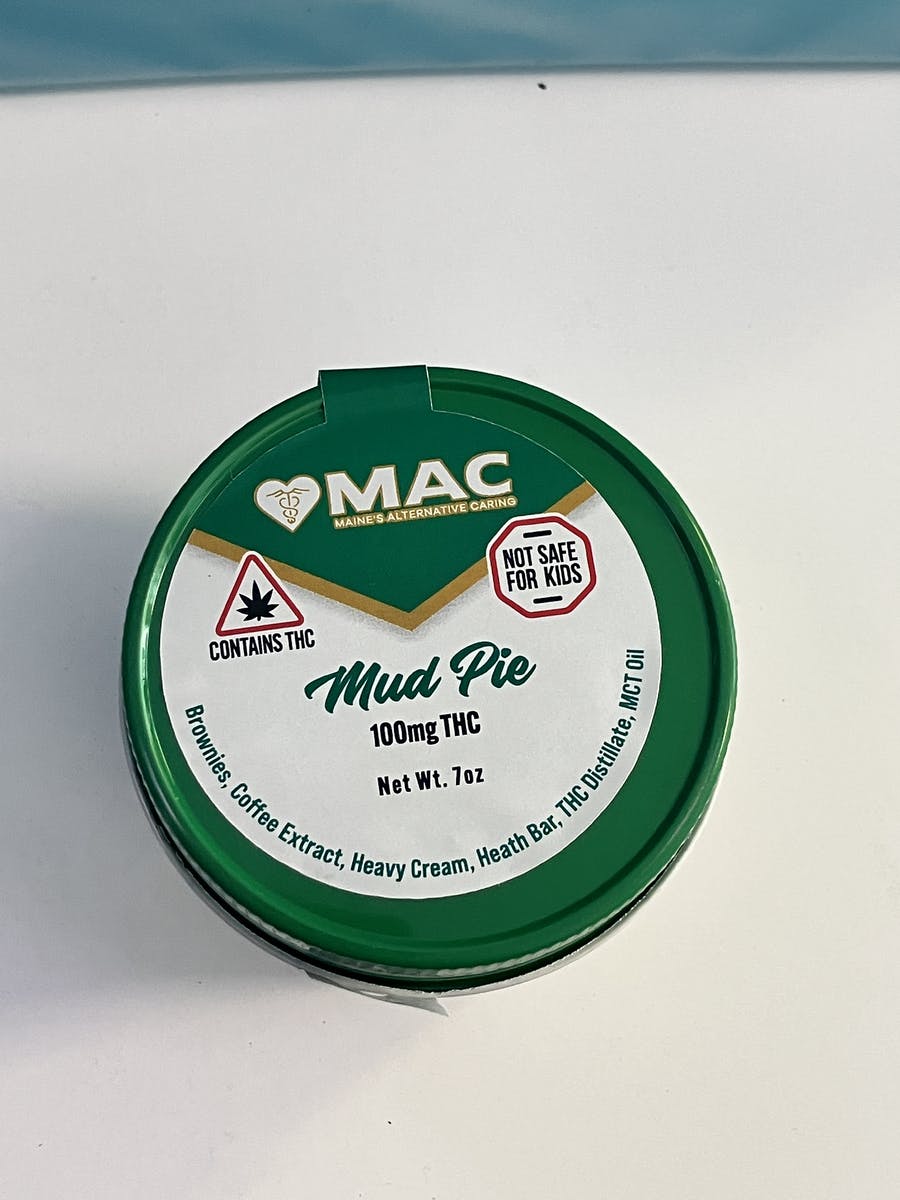 MAC
MAINE'S ALTERNATIVE CARING
NOT SAFE
FOR KIDS
CONTAINS THC
Mud Pie
100mg THC
Net Wt. 7oz
Brownies, Coffee Extract, Heavy Cream, Heath Bar, THC Distillate, MCT Oil